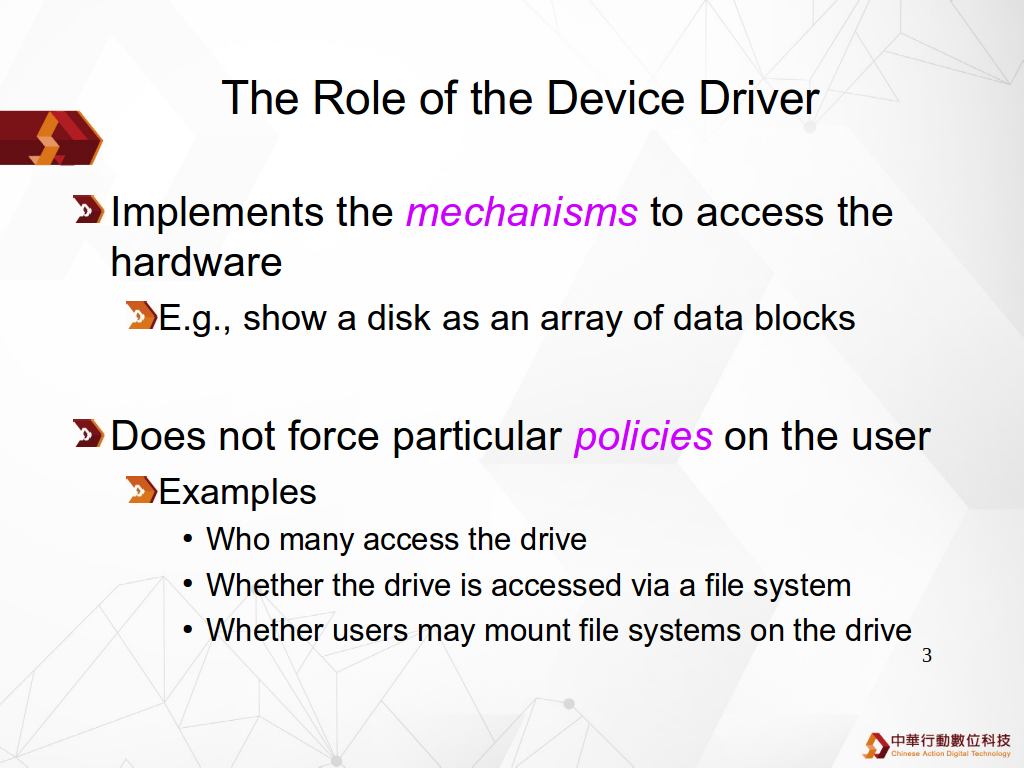 The Role of the Device Driver
Implements the mechanisms to access the
hardware
E.g., show a disk as an array of data blocks
Does not force particular policies on the user
Examples
• Who many access the drive
• Whether the drive is accessed via a file system
• Whether users may mount file systems on the drive
3
中華行動數位科技
Chinese Action Digital Technology